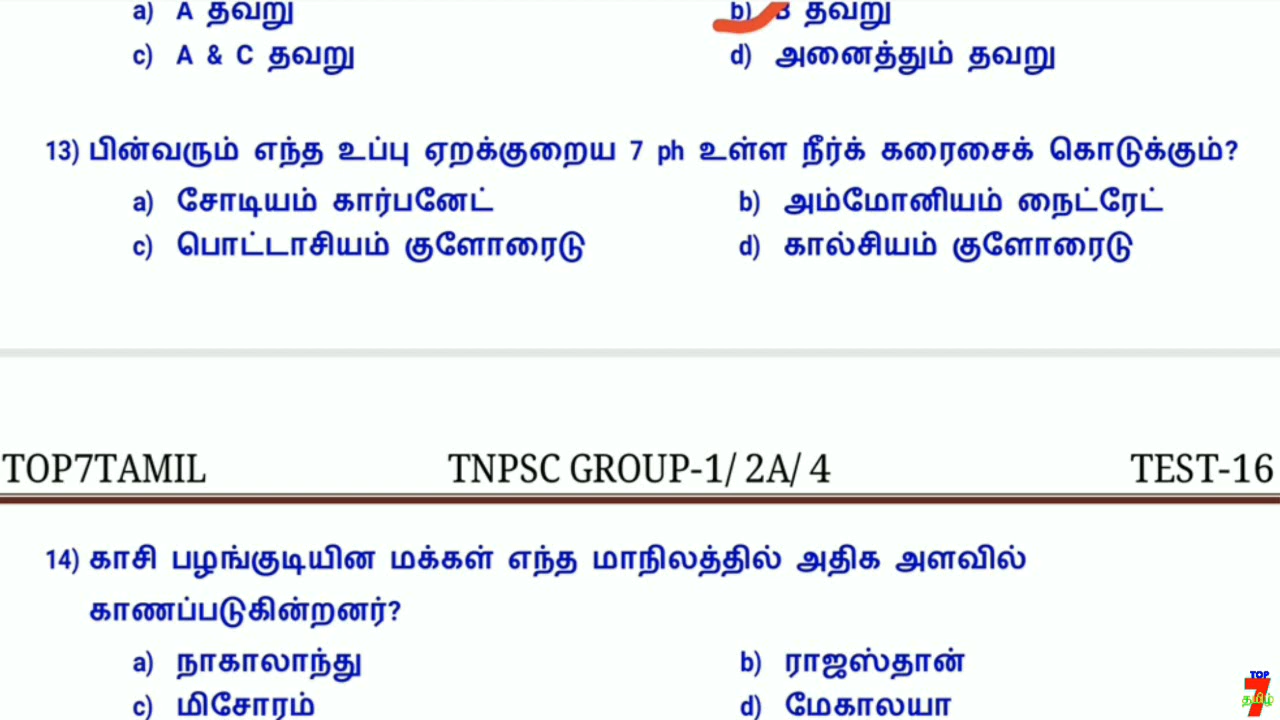 a) A தவறு b) B தவறு
c) A & C தவறு d) அனைத்தும் தவறு
13) பின்வரும் எந்த உப்பு ஏறக்குறைய 7 ph உள்ள நீர்க் கரைசைக் கொடுக்கும்?
a) சோடியம் கார்பனேட் b) அம்மோனியம் நைட்ரேட்
c) பொட்டாசியம் குளோரைடு d) கால்சியம் குளோரைடு
TOP7TAMIL TNPSC GROUP-1/ 2A/ 4 TEST-16
14) காசி பழங்குடியின மக்கள் எந்த மாநிலத்தில் அதிக அளவில்
காணப்படுகின்றனர்?
a) நாகாலாந்து b) ராஜஸ்தான்
c) மிசோரம் d) மேகாலயா
TOP
7
தமிழ்